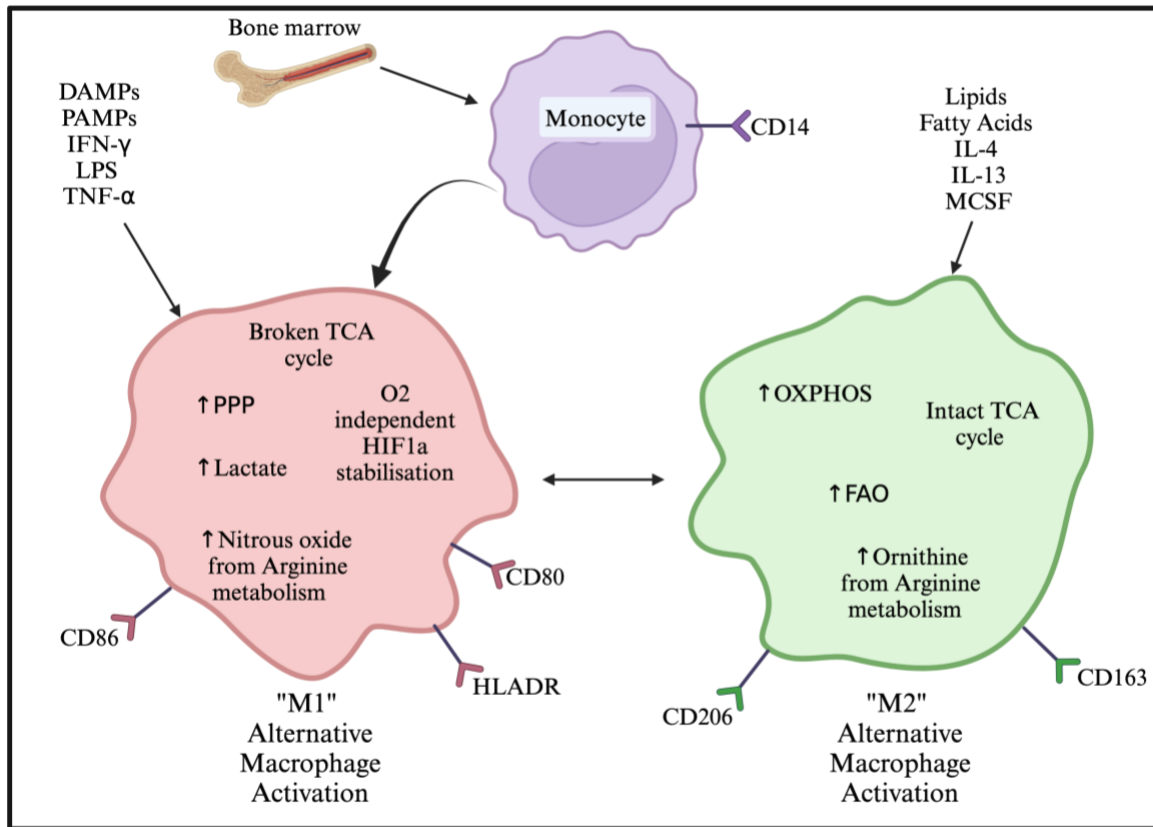 Bone marrow
DAMPs
PAMPs
IFN-γ
LPS
TNF-α
Monocyte
CD14
Lipids
Fatty Acids
IL-4
IL-13
MCSF
Broken TCA
cycle
↑PPP
O2
independent
HIF1a
stabilisation
↑Lactate
↑Nitrous oxide
from Arginine
metabolism
CD80
CD86
HLADR
"M1"
Alternative
Macrophage
Activation
↑OXPHOS
Intact TCA
cycle
↑FAO
↑Ornithine
from Arginine
metabolism
CD206
CD163
"M2"
Alternative
Macrophage
Activation